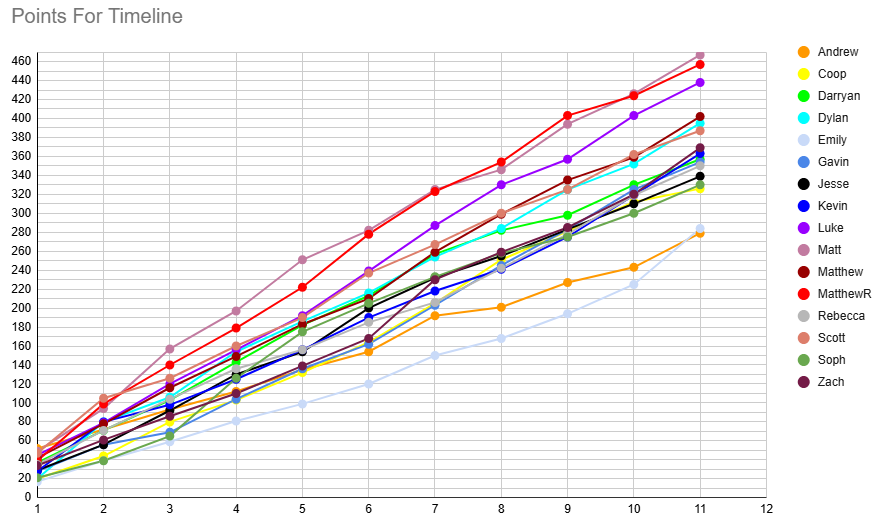 Points For Timeline
460
440
420
400
380
360
340
320
300
280
260
240
220
200
180
160
140
120
100
80
60
40
20
0
1 2 3 4 5 6 7 8 9 10 11 12
Andrew
Coop
Darryan
Dylan
Emily
Gavin
Jesse
Kevin
Luke
Matt
Matthew
MatthewR
Rebecca
Scott
Soph
Zach